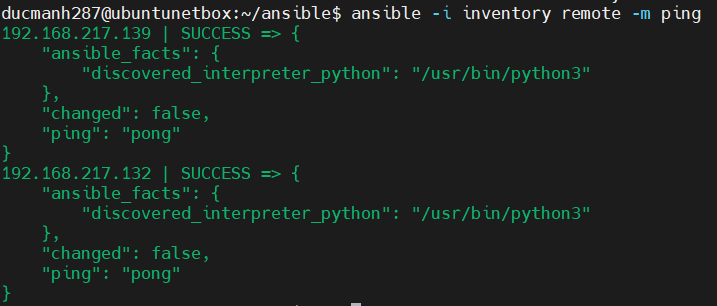 ducmanh287@ubuntunetbox:~/ansible$ ansible -i inventory remote -m ping
192.168.217.139 | SUCCESS => {
    "ansible_facts": {
        "discovered_interpreter_python": "/usr/bin/python3"
    },
    "changed": false,
    "ping": "pong"
}
192.168.217.132 | SUCCESS => {
    "ansible_facts": {
        "discovered_interpreter_python": "/usr/bin/python3"
    },
    "changed": false,
    "ping": "pong"
}